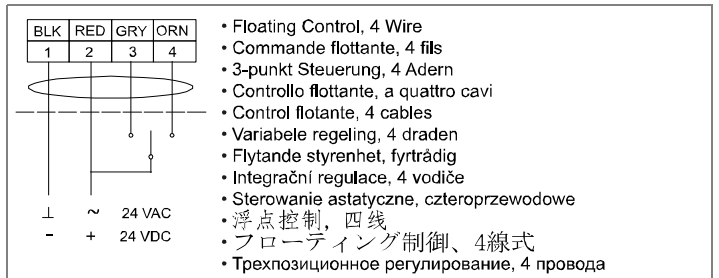 BLK RED GRY ORN
1 2 3 4
⊥ ~ 24 VAC
- + 24 VDC
• Floating Control, 4 Wire
• Commande flottante, 4 fils
• 3-punkt Steuerung, 4 Adern
• Controllo flottante, a quattro cavi
• Control flotante, 4 cables
• Variabele regeling, 4 draden
• Flytande styrenhet, fyrtrådig
• Integrační regulace, 4 vodiče
• Sterowanie astatyczne, czteroprzewodowe
• 浮点控制, 四线
• フローティング制御、4線式
• Трехпозиционное регулирование, 4 провода